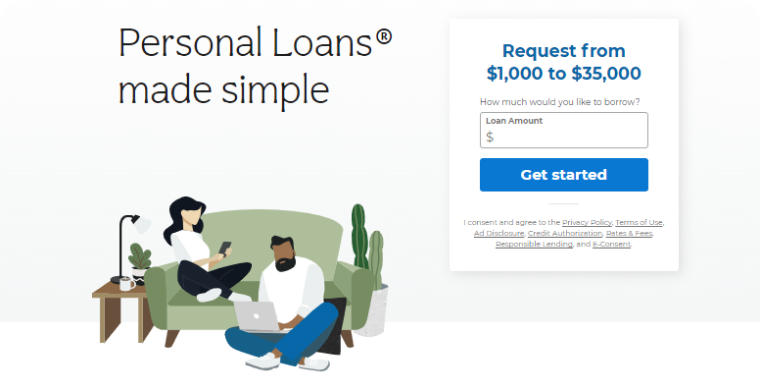 Personal Loans®
made simple
Request from
$1,000 to $35,000
How much would you like to borrow?
Loan Amount
$
Get started
I consent and agree to the Privacy Policy, Terms of Use,
Ad Disclosure, Credit Authorization, Rates & Fees,
Responsible Lending, and E-Consent.